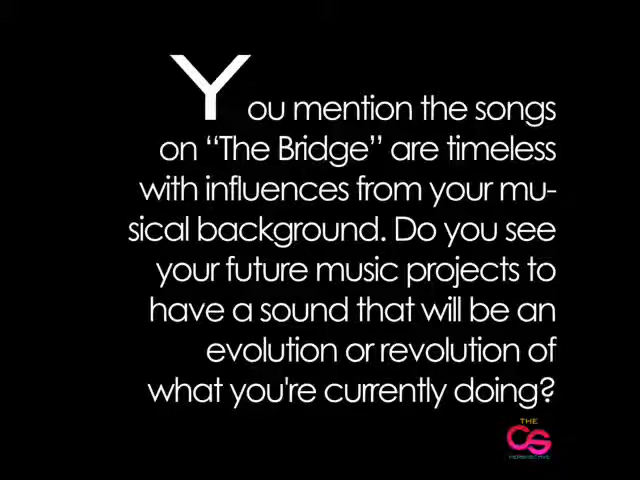 You mention the songs
on “The Bridge” are timeless
with influences from your mu-
sical background. Do you see
your future music projects to
have a sound that will be an
evolution or revolution of
what you're currently doing?
THE
CS